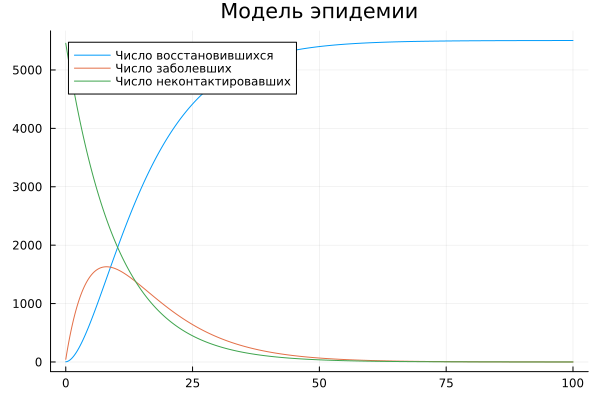 Модель эпидемии
Число восстановившихся
Число заболевших
Число неконтактировавших
5000
4000
3000
2000
1000
0
0 25 50 75 100